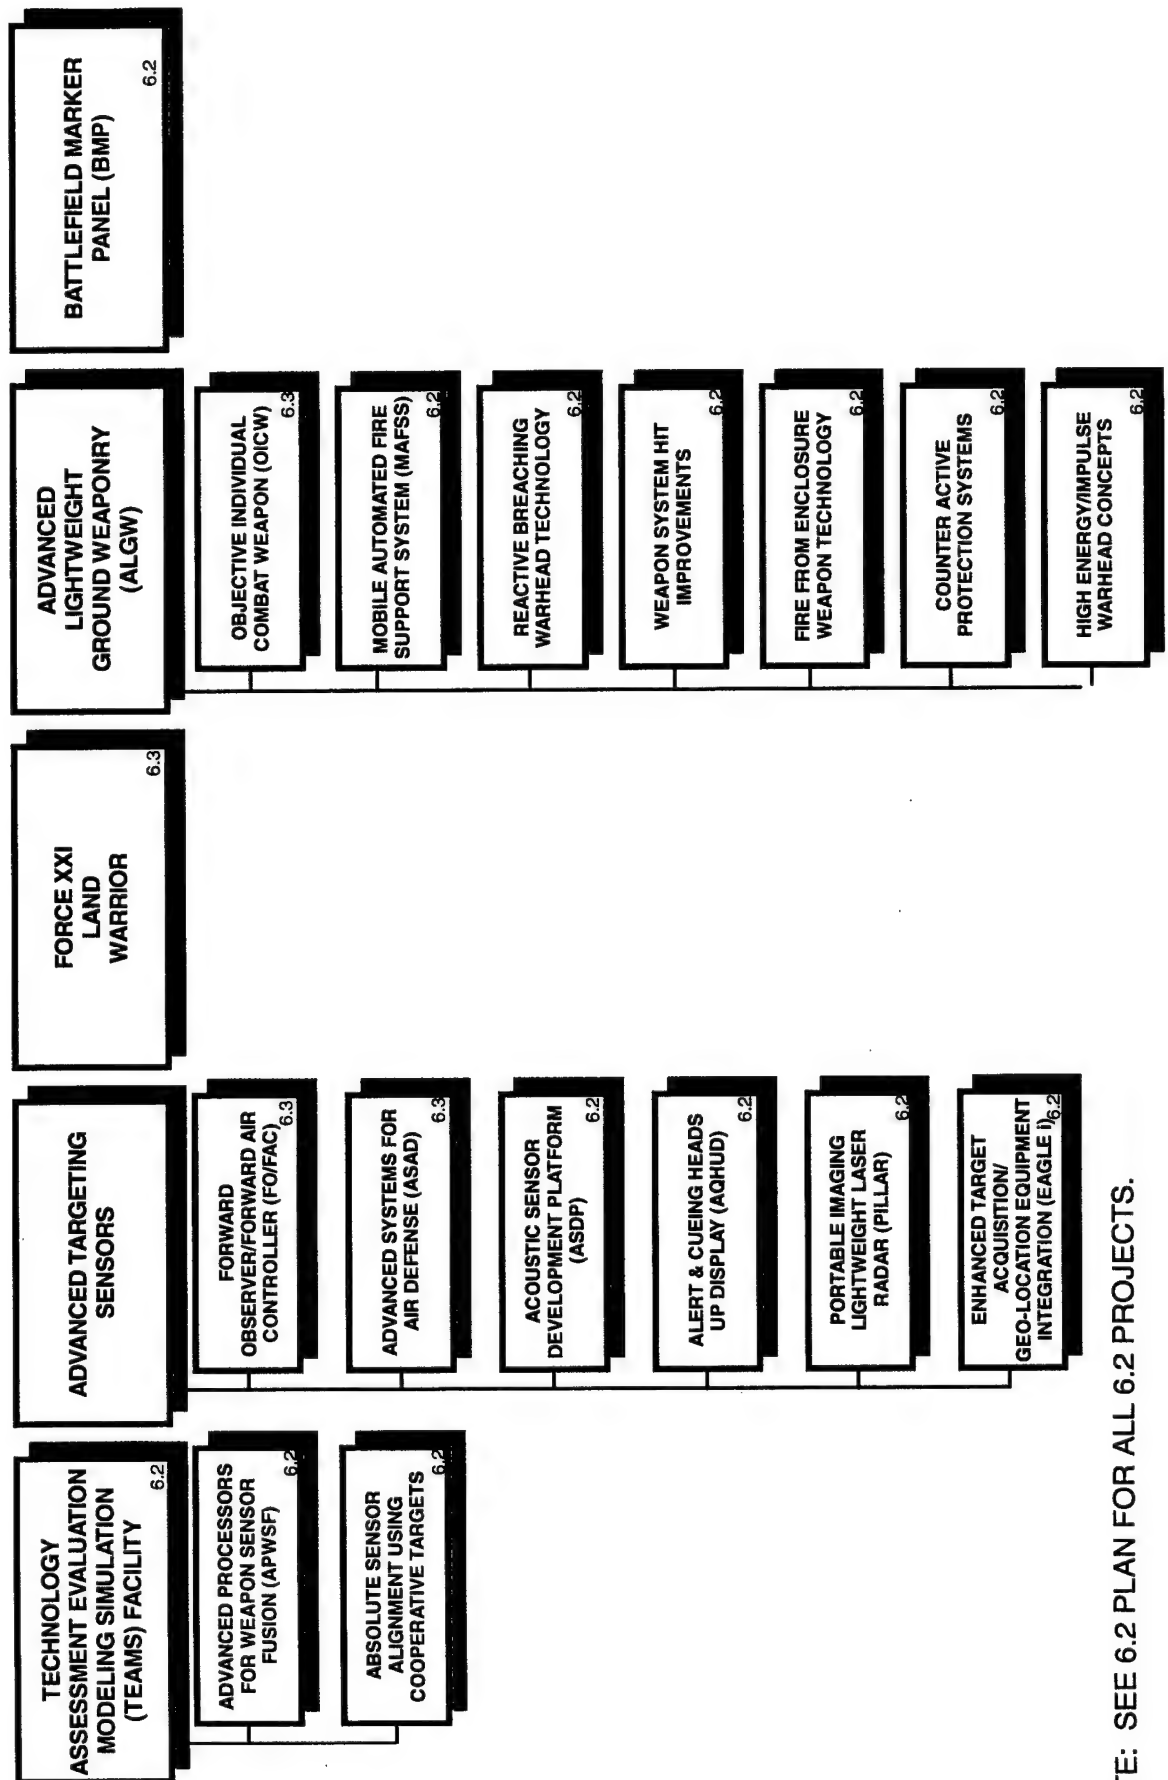 TECHNOLOGY
ASSESSMENT EVALUATION
MODELING SIMULATION
(TEAMS) FACILITY
6.2
ADVANCED PROCESSORS
FOR WEAPON SENSOR
FUSION (APWSF)
6.2
ABSOLUTE SENSOR
ALIGNMENT USING
COOPERATIVE TARGETS
6.2
ADVANCED TARGETING
SENSORS
FORWARD
OBSERVER/FORWARD AIR
CONTROLLER (FO/FAC)
6.3
ADVANCED SYSTEMS FOR
AIR DEFENSE (ASAD)
6.3
ACOUSTIC SENSOR
DEVELOPMENT PLATFORM
(ASDP)
6.2
ALERT & CUEING HEADS
UP DISPLAY (AQHUD)
6.2
PORTABLE IMAGING
LIGHTWEIGHT LASER
RADAR (PILLAR)
6.2
ENHANCED TARGET
ACQUISITION/
GEO-LOCATION EQUIPMENT
INTEGRATION (EAGLE I)
6.2
FORCE XXI
LAND
WARRIOR
6.3
ADVANCED
LIGHTWEIGHT
GROUND WEAPONRY
(ALGW)
OBJECTIVE INDIVIDUAL
COMBAT WEAPON (OICW)
6.3
MOBILE AUTOMATED FIRE
SUPPORT SYSTEM (MAFSS)
6.2
REACTIVE BREACHING
WARHEAD TECHNOLOGY
6.2
WEAPON SYSTEM HIT
IMPROVEMENTS
6.2
FIRE FROM ENCLOSURE
WEAPON TECHNOLOGY
6.2
COUNTER ACTIVE
PROTECTION SYSTEMS
6.2
HIGH ENERGY/IMPULSE
WARHEAD CONCEPTS
6.2
BATTLEFIELD MARKER
PANEL (BMP)
6.2
TE: SEE 6.2 PLAN FOR ALL 6.2 PROJECTS.